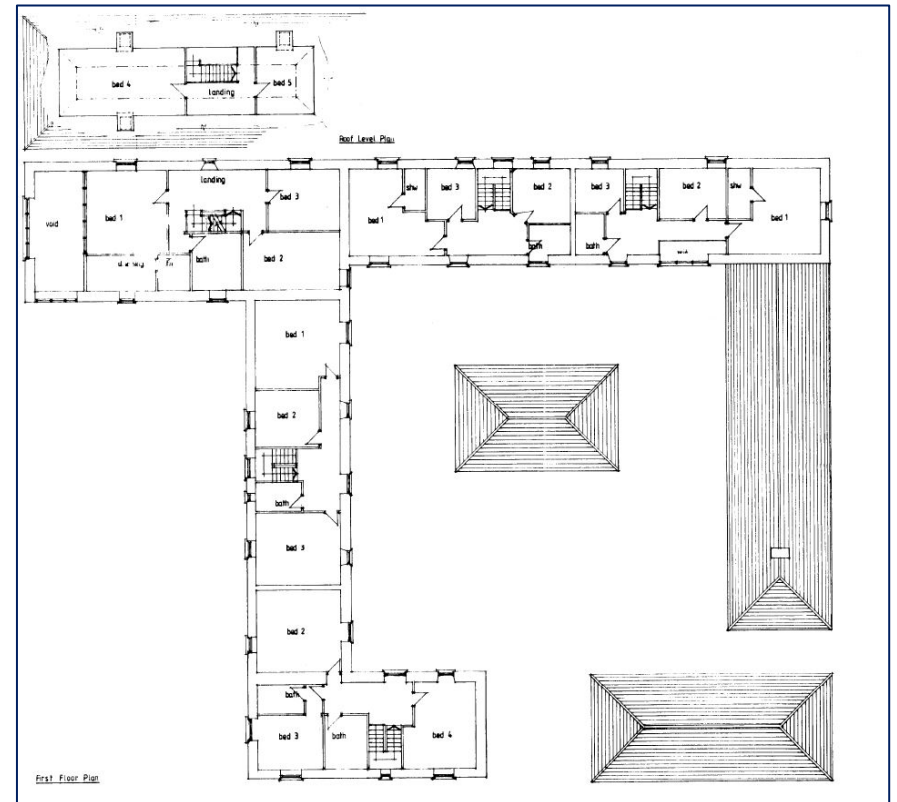 bed 4
landing
bed 5
Roof Level Plan
landing
void
bed 1
bed 3
bath
bed 2
bed 1
shw
bed 3
bed 2
bath
bed 3
bath
bed 2
shw
bed 1
bed 1
bed 2
bath
bed 3
bed 2
bath
bed 3
bath
bed 4
First Floor Plan